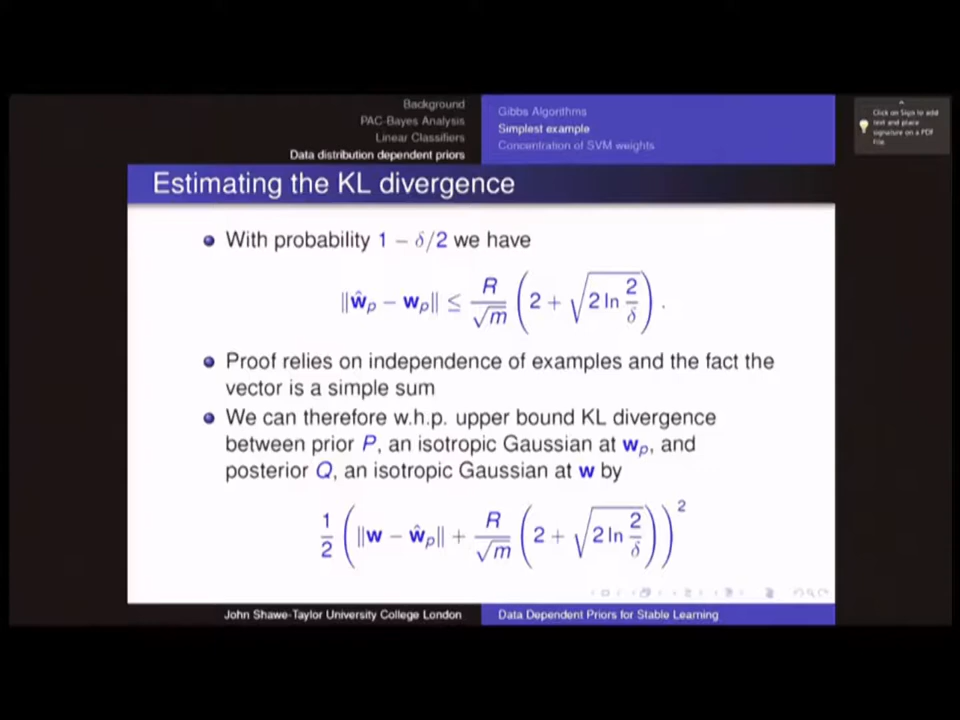 Background
PAC-Bayes Analysis
Linear Classifiers
Data distribution dependent priors
Gibbs Algorithms
Simplest example
Concentration of SVM weights
Click on Sign to add
text and place
signature on a PDF
File.
Estimating the KL divergence
With probability 1 − δ/2 we have
‖ŵ_p − w_p‖ ≤ R/√m (2 + √(2 ln 2/δ)) .
Proof relies on independence of examples and the fact the
vector is a simple sum
We can therefore w.h.p. upper bound KL divergence
between prior P, an isotropic Gaussian at w_p, and
posterior Q, an isotropic Gaussian at w by
1/2 (‖w − ŵ_p‖ + R/√m (2 + √(2 ln 2/δ)))²
John Shawe-Taylor University College London
Data Dependent Priors for Stable Learning